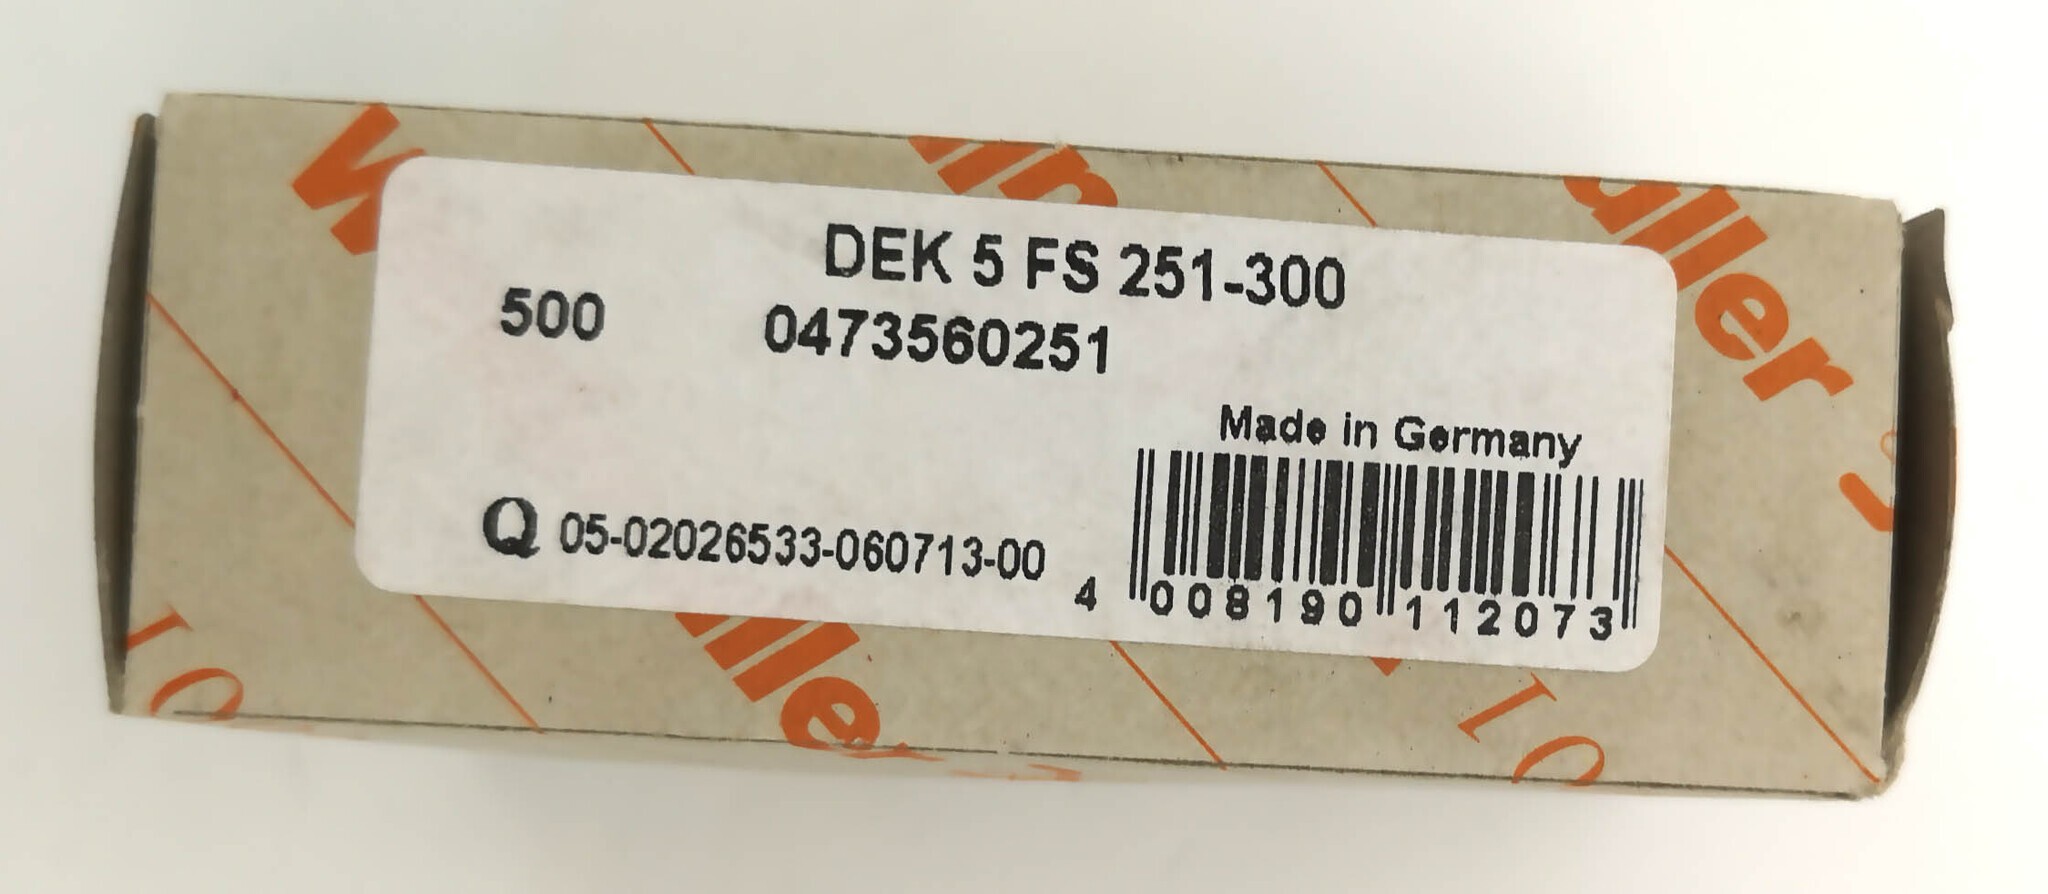 DEK 5 FS 251-300
500 0473560251
Made in Germany
Q 05-02026533-060713-00
4 008190 112073